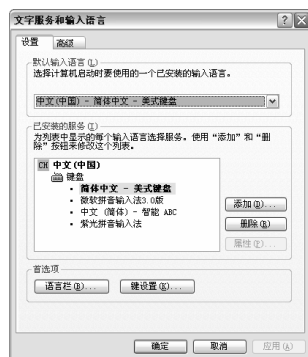 文字服务和输入语言
设置 高级
默认输入语言(L)
选择计算机启动时要使用的一个已安装的输入语言。
中文(中国) - 简体中文 - 美式键盘
已安装的服务(I)
为列表中显示的每个输入语言选择服务。使用“添加”和“删
除”按钮来修改这个列表。
CH 中文(中国)
键盘
• 简体中文 - 美式键盘
• 微软拼音输入法3.0版
• 中文 (简体) - 智能 ABC
• 紫光拼音输入法
添加(D)...
删除(R)
属性(P)...
首选项
语言栏(B)... 键设置(K)...
确定 取消 应用(A)